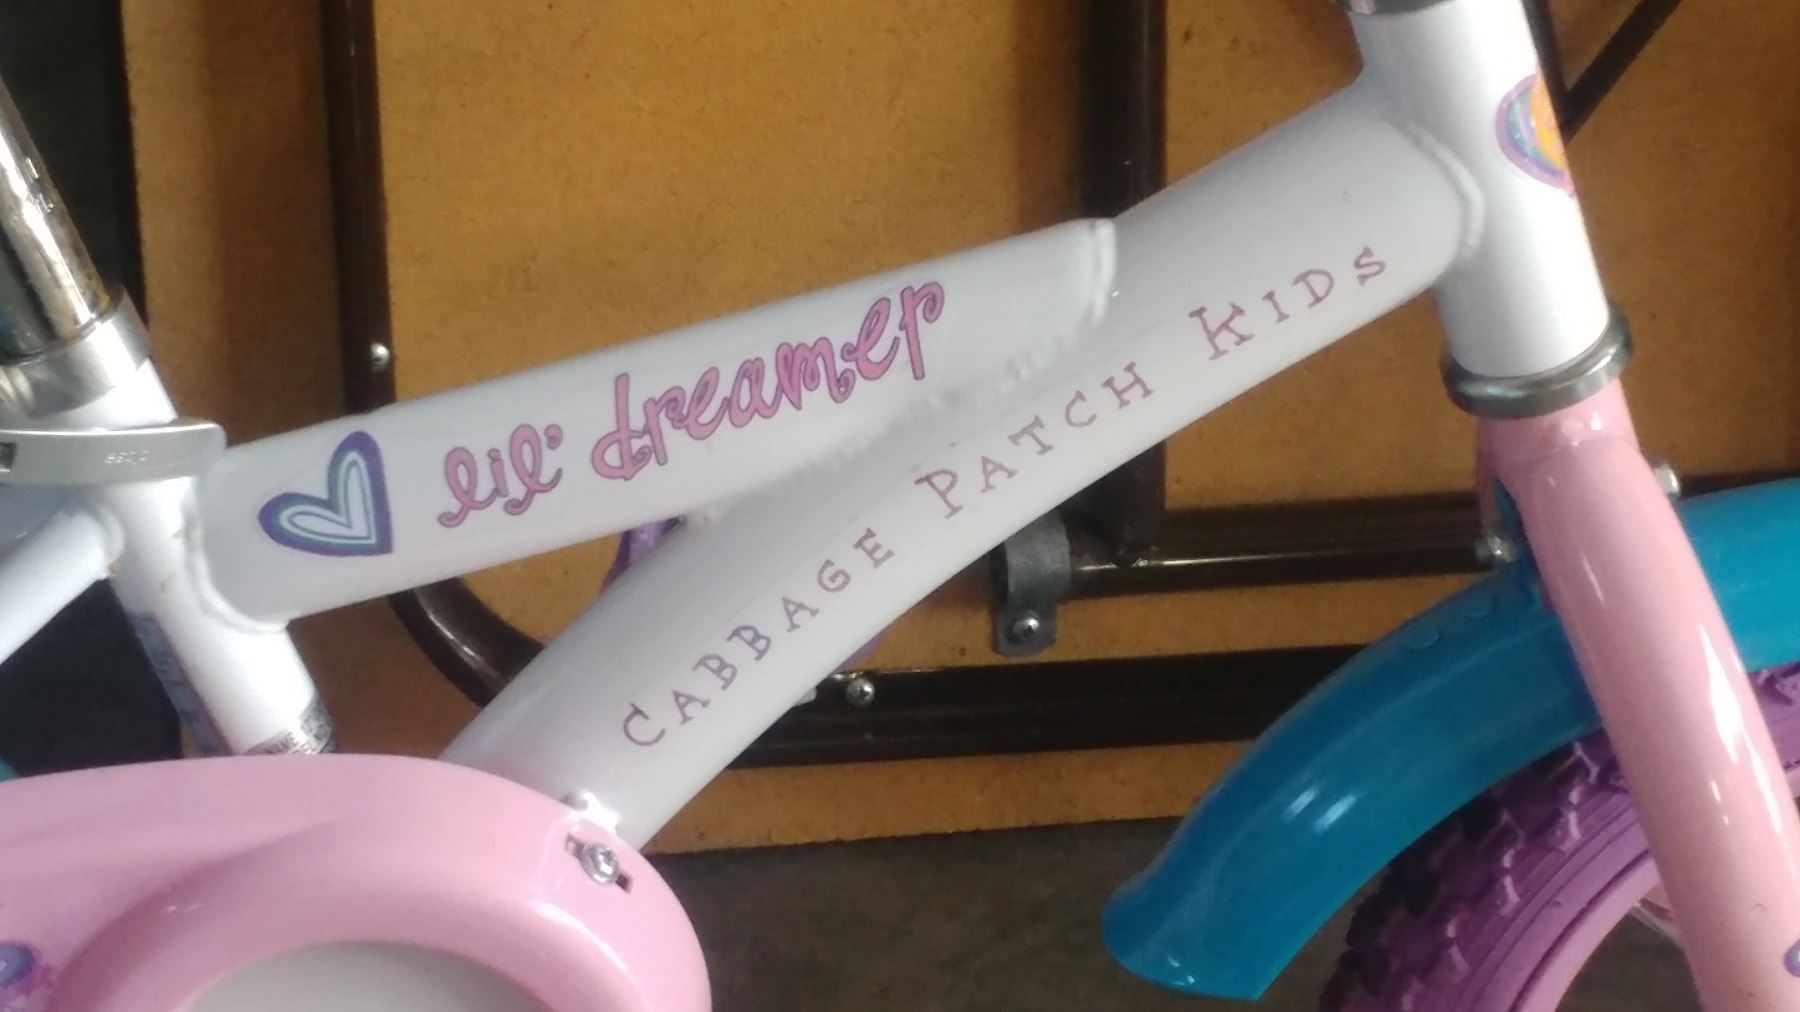 lil' dreamer
Cabbage Patch Kids